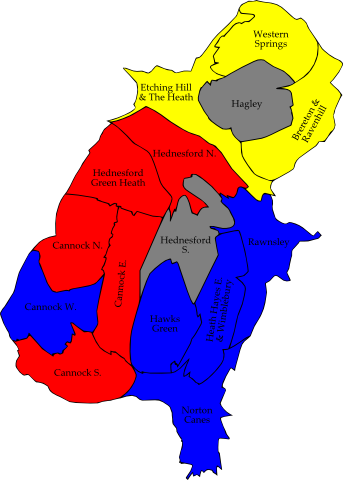 Western
Springs
Etching Hill
& The Heath
Hagley
Brereton &
Ravenhill
Hednesford N.
Hednesford
Green Heath
Cannock N.
Hednesford
S.
Rawnsley
Cannock E.
Cannock W.
Hawks
Green
Heath Hayes E.
& Wimblebury
Cannock S.
Norton
Canes